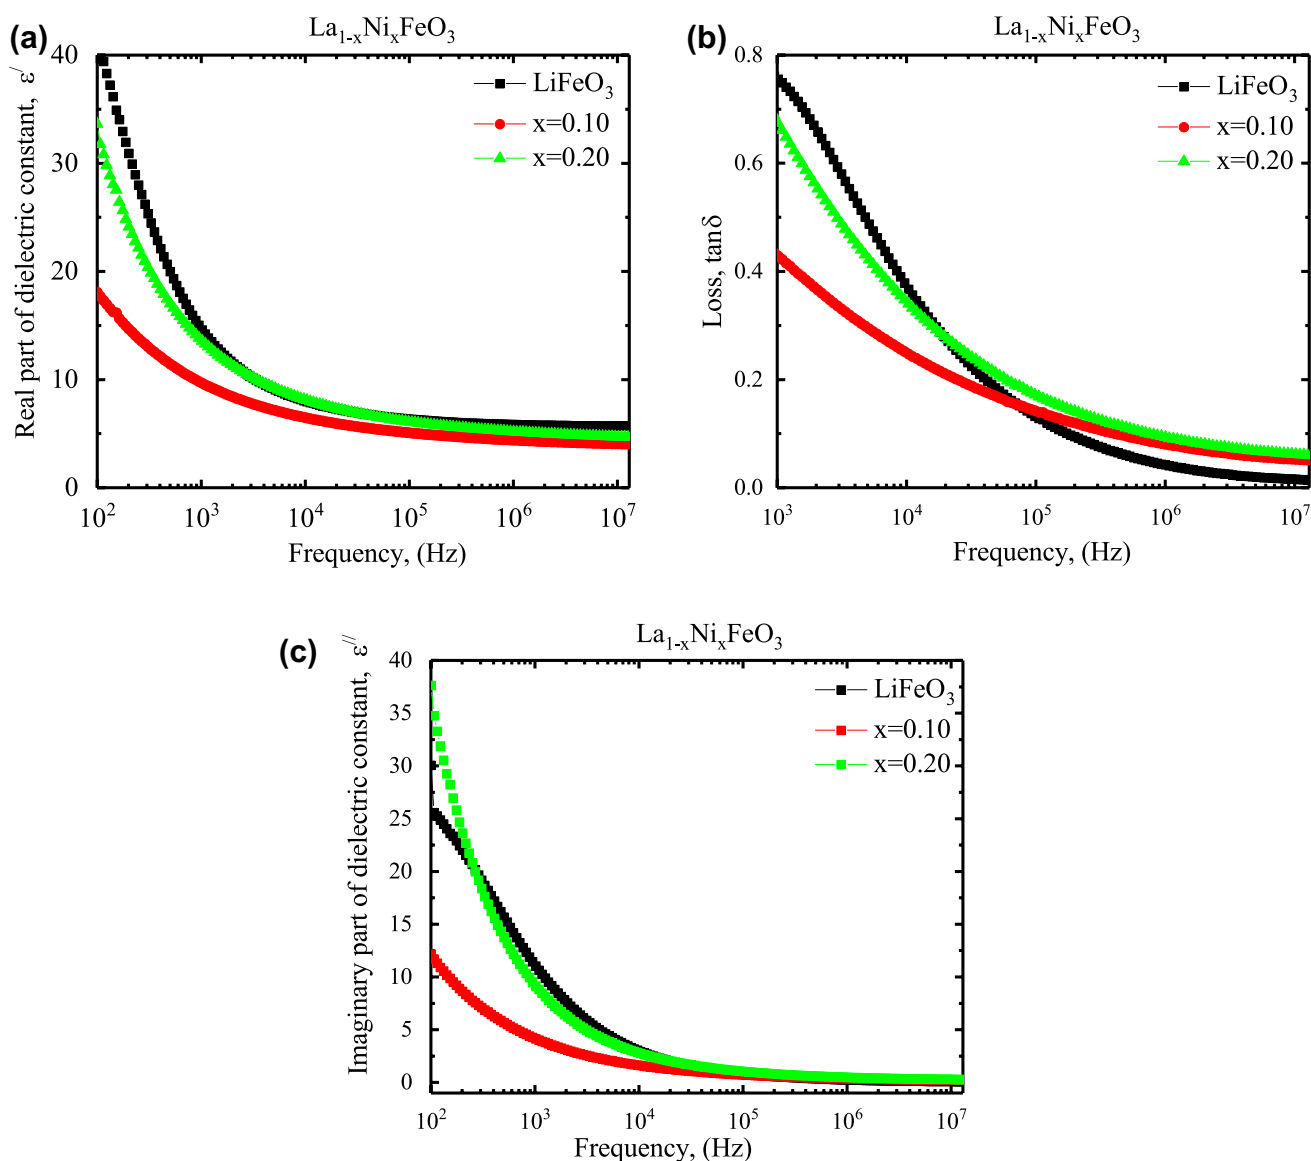 (a)
La₁₋ₓNiₓFeO₃
Real part of dielectric constant, ε/
40
30
20
10
0
10² 10³ 10⁴ 10⁵ 10⁶ 10⁷
Frequency, (Hz)
LiFeO₃
x=0.10
x=0.20
(b)
La₁₋ₓNiₓFeO₃
Loss, tanδ
0.8
0.6
0.4
0.2
0.0
10³ 10⁴ 10⁵ 10⁶ 10⁷
Frequency, (Hz)
LiFeO₃
x=0.10
x=0.20
(c)
La₁₋ₓNiₓFeO₃
Imaginary part of dielectric constant, ε//
40
35
30
25
20
15
10
5
0
10² 10³ 10⁴ 10⁵ 10⁶ 10⁷
Frequency, (Hz)
LiFeO₃
x=0.10
x=0.20